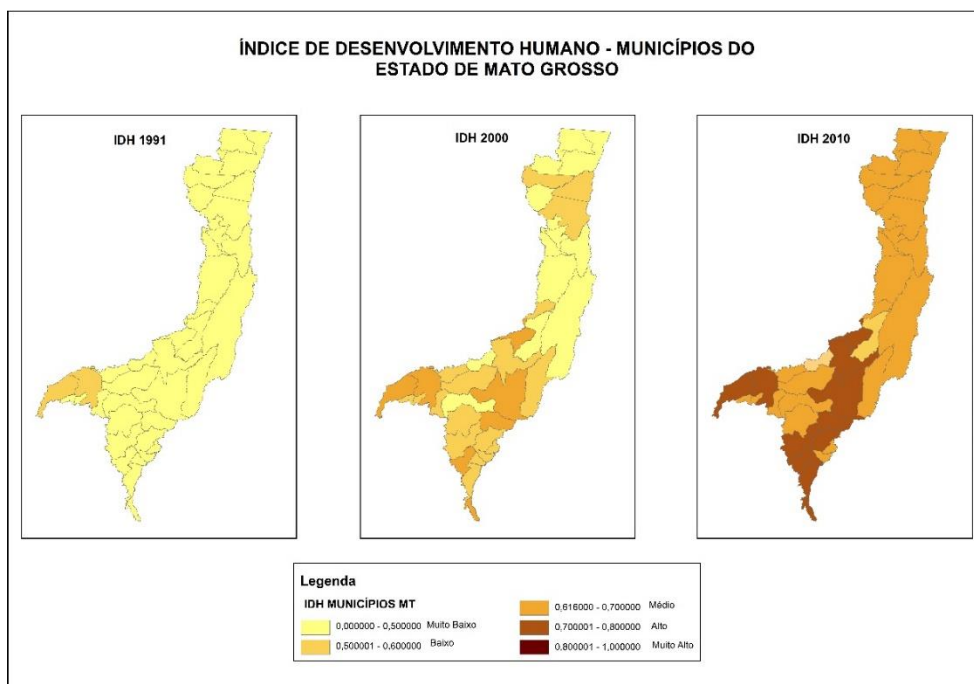 ÍNDICE DE DESENVOLVIMENTO HUMANO - MUNICÍPIOS DO
ESTADO DE MATO GROSSO
IDH 1991
IDH 2000
IDH 2010
Legenda
IDH MUNICÍPIOS MT
0,000000 - 0,500000 Muito Baixo
0,500001 - 0,600000 Baixo
0,616000 - 0,700000 Médio
0,700001 - 0,800000 Alto
0,800001 - 1,000000 Muito Alto